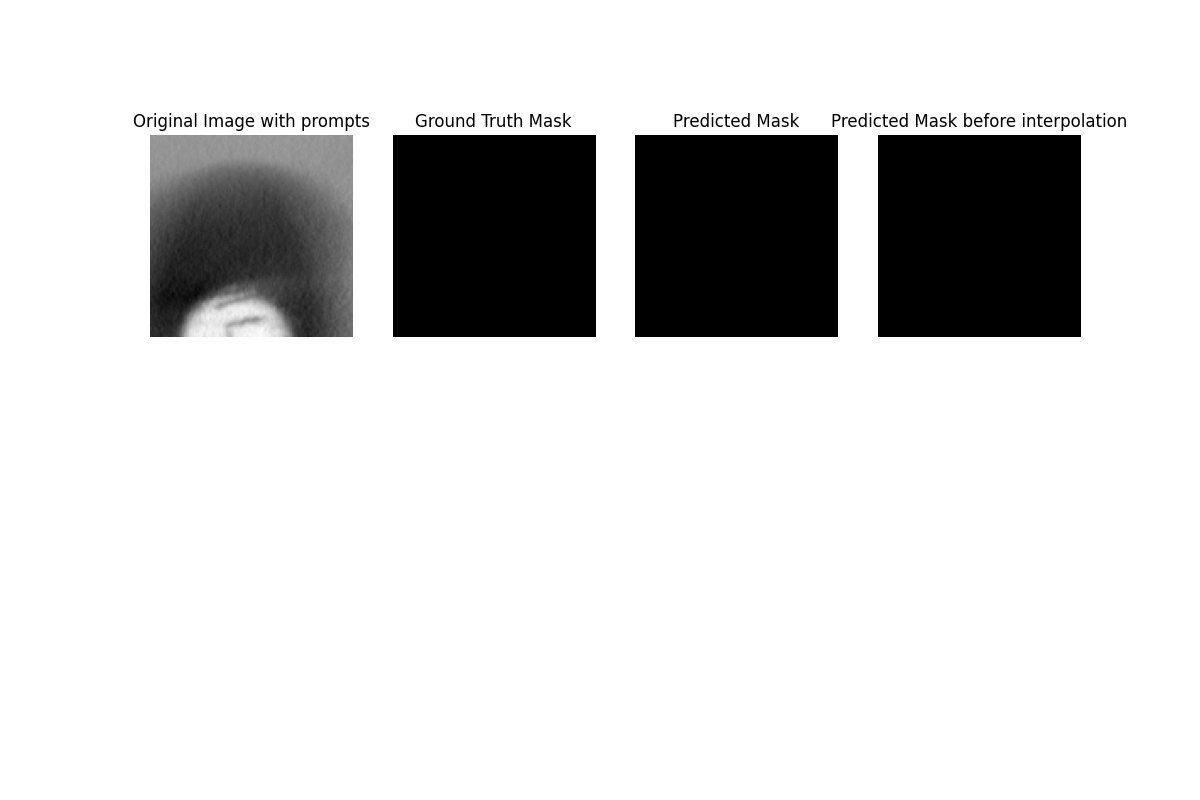 Original Image with prompts
Ground Truth Mask
Predicted Mask
Predicted Mask before interpolation